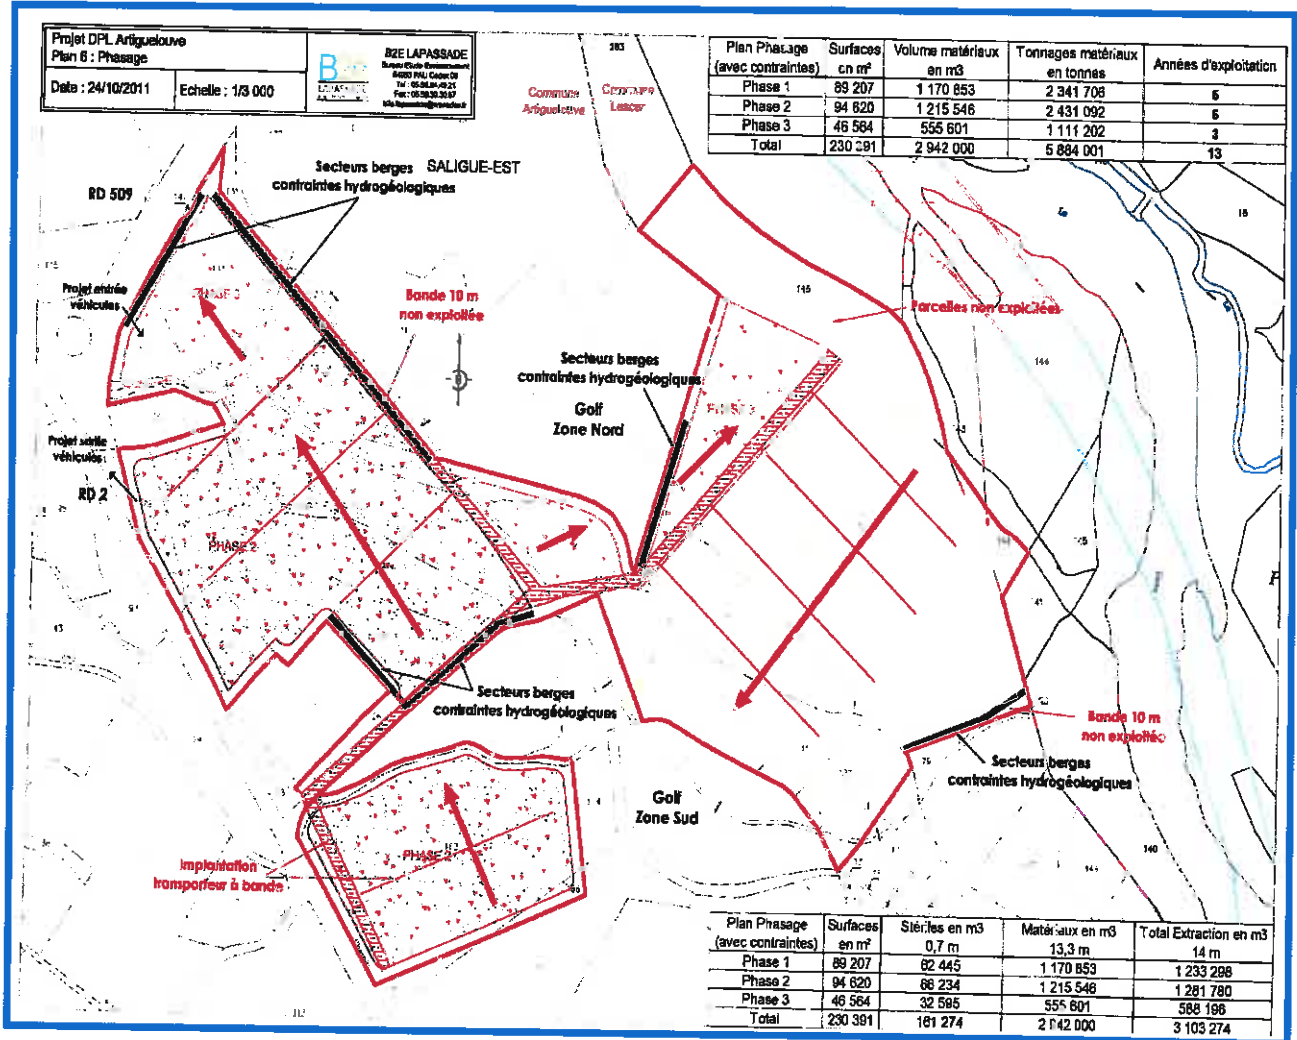 Projet DPL Artiguelouve
Plan 6 : Phasage
Date : 24/10/2011
Echelle : 1/3 000
B2E LAPASSADE
Plan Phasage
(avec contraintes)
Surfaces
en m²
Volume matériaux
en m3
Tonnages matériaux
en tonnes
Années d'exploitation
Phase 1 89 207 1 170 853 2 341 706 5
Phase 2 94 620 1 215 546 2 431 092 5
Phase 3 46 584 555 601 1 111 202 3
Total 230 391 2 942 000 5 884 001 13
283
Commune
Artiguelouve
Commune
Lescar
Secteurs berges
contraintes hydrogéologiques
SALIGUE-EST
RD 509
Projet entrée
véhicules
Bande 10 m
non exploitée
145
Parcelles non exploitées
144
Secteurs berges
contraintes hydrogéologiques
Golf
Zone Nord
Projet sortie
véhicules
RD 2
PHASE 2
Secteurs berges
contraintes hydrogéologiques
Bande 10 m
non exploitée
Secteurs berges
contraintes hydrogéologiques
Golf
Zone Sud
PHASE 2
Implantation
transporteur à bande
140
Plan Phasage
(avec contraintes)
Surfaces
en m²
Stériles en m3
0,7 m
Matériaux en m3
13,3 m
Total Extraction en m3
14 m
Phase 1 89 207 62 445 1 170 853 1 233 298
Phase 2 94 620 66 234 1 215 546 1 281 780
Phase 3 46 564 32 595 555 601 588 196
Total 230 391 161 274 2 942 000 3 103 274